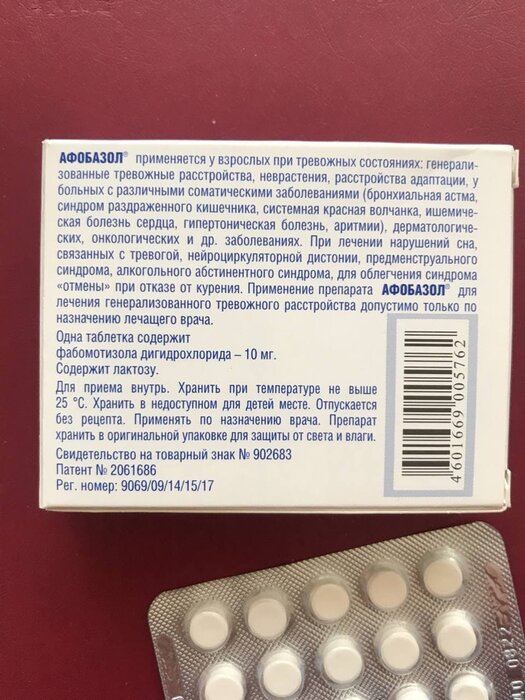 АФОБАЗОЛ® применяется у взрослых при тревожных состояниях: генерали-
зованные тревожные расстройства, неврастения, расстройства адаптации, у
больных с различными соматическими заболеваниями (бронхиальная астма,
синдром раздраженного кишечника, системная красная волчанка, ишемиче-
ская болезнь сердца, гипертоническая болезнь, аритмии), дерматологиче-
ских, онкологических и др. заболеваниях. При лечении нарушений сна,
связанных с тревогой, нейроциркуляторной дистонии, предменструального
синдрома, алкогольного абстинентного синдрома, для облегчения синдрома
«отмены» при отказе от курения. Применение препарата АФОБАЗОЛ® для
лечения генерализованного тревожного расстройства допустимо только по
назначению лечащего врача.
Одна таблетка содержит
фабомотизола дигидрохлорида – 10 мг.
Содержит лактозу.
Для приема внутрь. Хранить при температуре не выше
25 °С. Хранить в недоступном для детей месте. Отпускается
без рецепта. Применять по назначению врача. Препарат
хранить в оригинальной упаковке для защиты от света и влаги.
Свидетельство на товарный знак № 902683
Патент № 2061686
Рег. номер: 9069/09/14/15/17
4 601669 005762
08.22